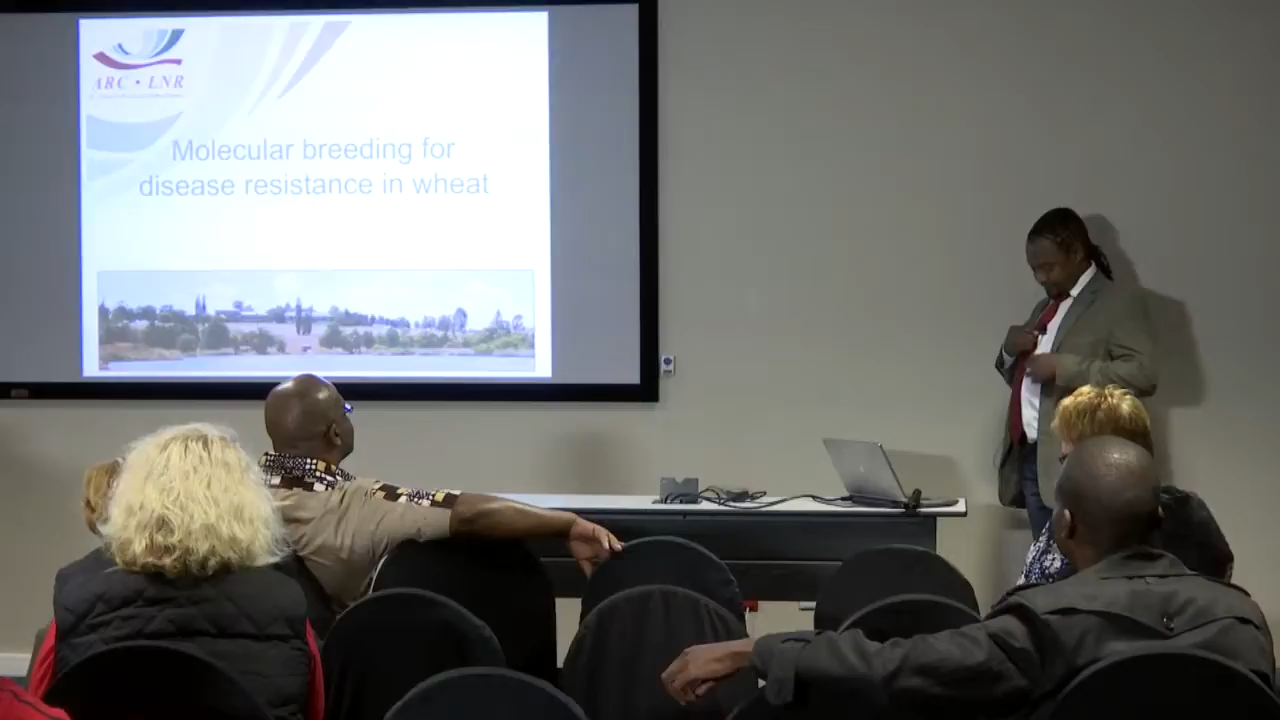 ARC • LNR
Molecular breeding for
disease resistance in wheat